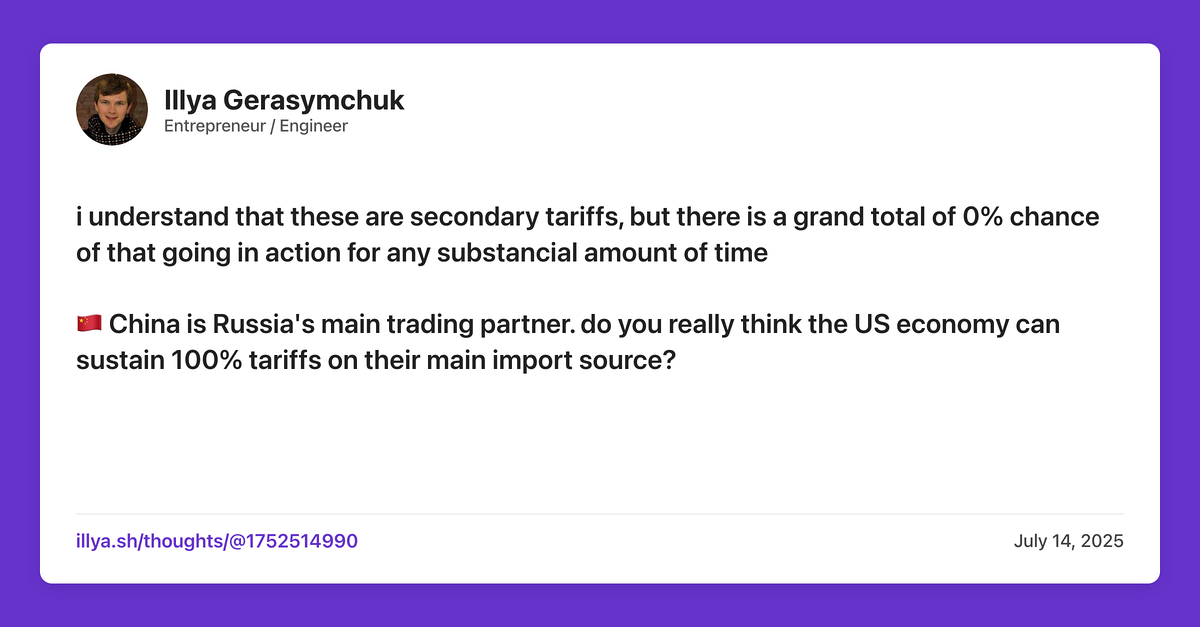 Illya Gerasymchuk
Entrepreneur / Engineer
i understand that these are secondary tariffs, but there is a grand total of 0% chance
of that going in action for any substancial amount of time
🇨🇳 China is Russia's main trading partner. do you really think the US economy can
sustain 100% tariffs on their main import source?
illya.sh/thoughts/@1752514990
July 14, 2025